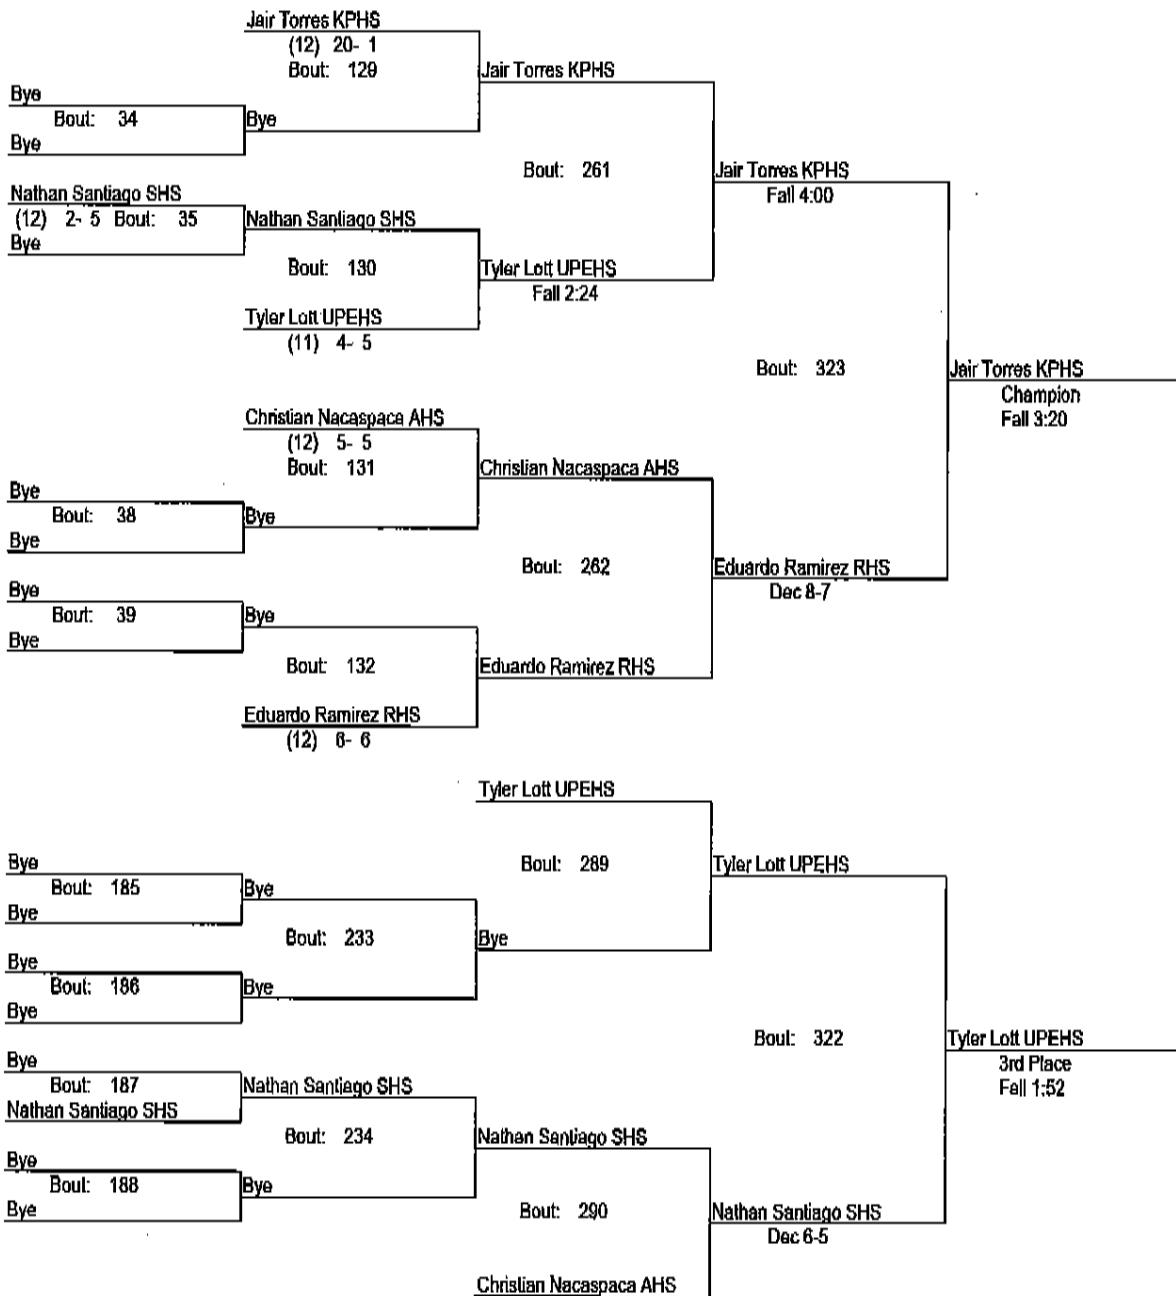 Jair Torres KPHS
(12) 20- 1
Bout: 129
Jair Torres KPHS
Bye
Bout: 34
Bye
Bye
Bout: 261
Jair Torres KPHS
Fall 4:00
Nathan Santiago SHS
(12) 2- 5 Bout: 35
Nathan Santiago SHS
Bye
Bout: 130
Tyler Lott UPEHS
Fall 2:24
Tyler Lott UPEHS
(11) 4- 5
Bout: 323
Jair Torres KPHS
Champion
Fall 3:20
Christian Nacaspaca AHS
(12) 5- 5
Bout: 131
Christian Nacaspaca AHS
Bye
Bout: 38
Bye
Bye
Bout: 262
Eduardo Ramirez RHS
Dec 8-7
Bye
Bout: 39
Bye
Bye
Bout: 132
Eduardo Ramirez RHS
Eduardo Ramirez RHS
(12) 6- 6
Tyler Lott UPEHS
Bout: 289
Tyler Lott UPEHS
Bye
Bout: 185
Bye
Bye
Bout: 233
Bye
Bye
Bout: 186
Bye
Bye
Bout: 322
Tyler Lott UPEHS
3rd Place
Fall 1:52
Bye
Bout: 187
Nathan Santiago SHS
Nathan Santiago SHS
Bout: 234
Nathan Santiago SHS
Bye
Bout: 188
Bye
Bye
Bout: 290
Nathan Santiago SHS
Dec 6-5
Christian Nacaspaca AHS